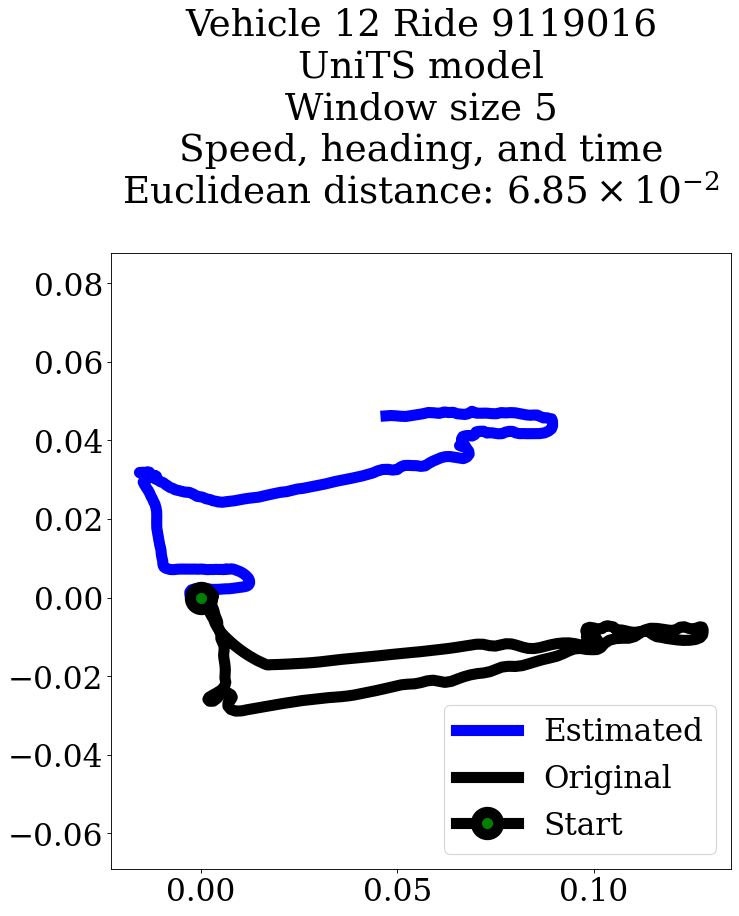 Vehicle 12 Ride 9119016
UniTS model
Window size 5
Speed, heading, and time
Euclidean distance: 6.85 × 10⁻²
0.08
0.06
0.04
0.02
0.00
−0.02
−0.04
−0.06
0.00 0.05 0.10
Estimated
Original
Start